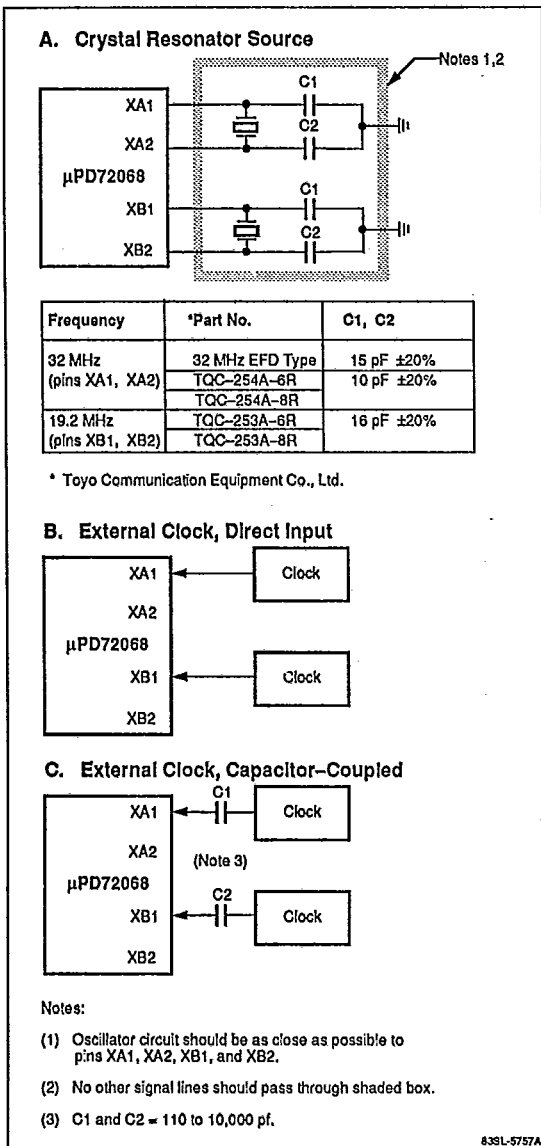 A. Crystal Resonator Source
Notes 1,2
C1
XA1
C2
XA2
µPD72068
C1
XB1
C2
XB2
Frequency *Part No. C1, C2
32 MHz 32 MHz EFD Type 15 pF ±20%
(pins XA1, XA2) TQC–254A–6R 10 pF ±20%
TQC–254A–8R
19.2 MHz TQC–253A–6R 16 pF ±20%
(pins XB1, XB2) TQC–253A–8R
* Toyo Communication Equipment Co., Ltd.
B. External Clock, Direct Input
XA1 Clock
XA2
µPD72068
XB1 Clock
XB2
C. External Clock, Capacitor–Coupled
C1
XA1 Clock
XA2
(Note 3)
µPD72068
C2
XB1 Clock
XB2
Notes:
(1) Oscillator circuit should be as close as possible to
pins XA1, XA2, XB1, and XB2.
(2) No other signal lines should pass through shaded box.
(3) C1 and C2 = 110 to 10,000 pf.
83SL-5757A